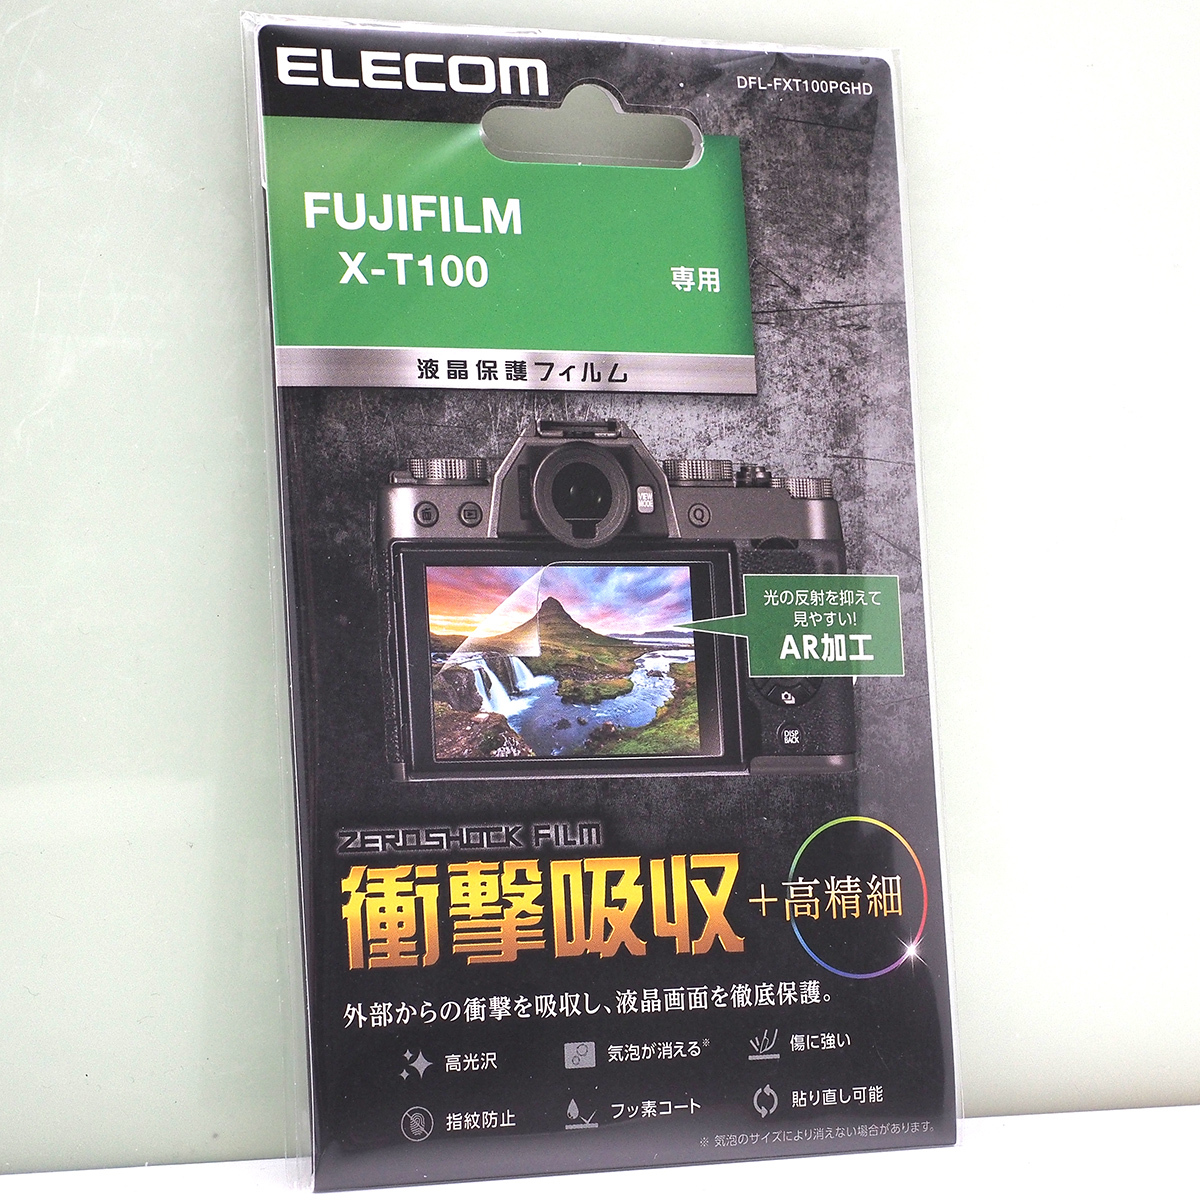 ELECOM
DFL-FXT100PGHD
FUJIFILM
X-T100
専用
液晶保護フィルム
VIEW
MODE
Q
光の反射を抑えて
見やすい!
AR加工
DISP
BACK
ZEROSHOCK FILM
衝撃吸収
+高精細
外部からの衝撃を吸収し、液晶画面を徹底保護。
高光沢
気泡が消える※
傷に強い
指紋防止
フッ素コート
貼り直し可能
※ 気泡のサイズにより消えない場合があります。